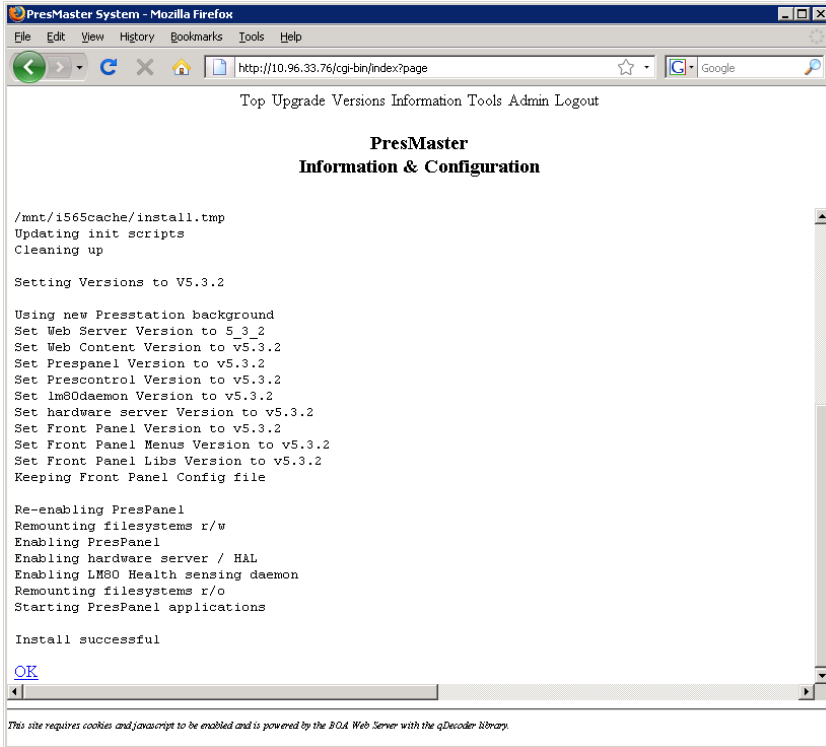 PresMaster System - Mozilla Firefox
File Edit View History Bookmarks Tools Help
http://10.96.33.76/cgi-bin/index?page
G Google
Top Upgrade Versions Information Tools Admin Logout
PresMaster
Information & Configuration
/mnt/i565cache/install.tmp
Updating init scripts
Cleaning up
Setting Versions to V5.3.2
Using new Presstation background
Set Web Server Version to 5_3_2
Set Web Content Version to v5.3.2
Set Prespanel Version to v5.3.2
Set Prescontrol Version to v5.3.2
Set lm80daemon Version to v5.3.2
Set hardware server Version to v5.3.2
Set Front Panel Version to v5.3.2
Set Front Panel Menus Version to v5.3.2
Set Front Panel Libs Version to v5.3.2
Keeping Front Panel Config file
Re-enabling PresPanel
Remounting filesystems r/w
Enabling PresPanel
Enabling hardware server / HAL
Enabling LM80 Health sensing daemon
Remounting filesystems r/o
Starting PresPanel applications
Install successful
OK
This site requires cookies and javascript to be enabled and is powered by the BOA Web Server with the qDecoder library.